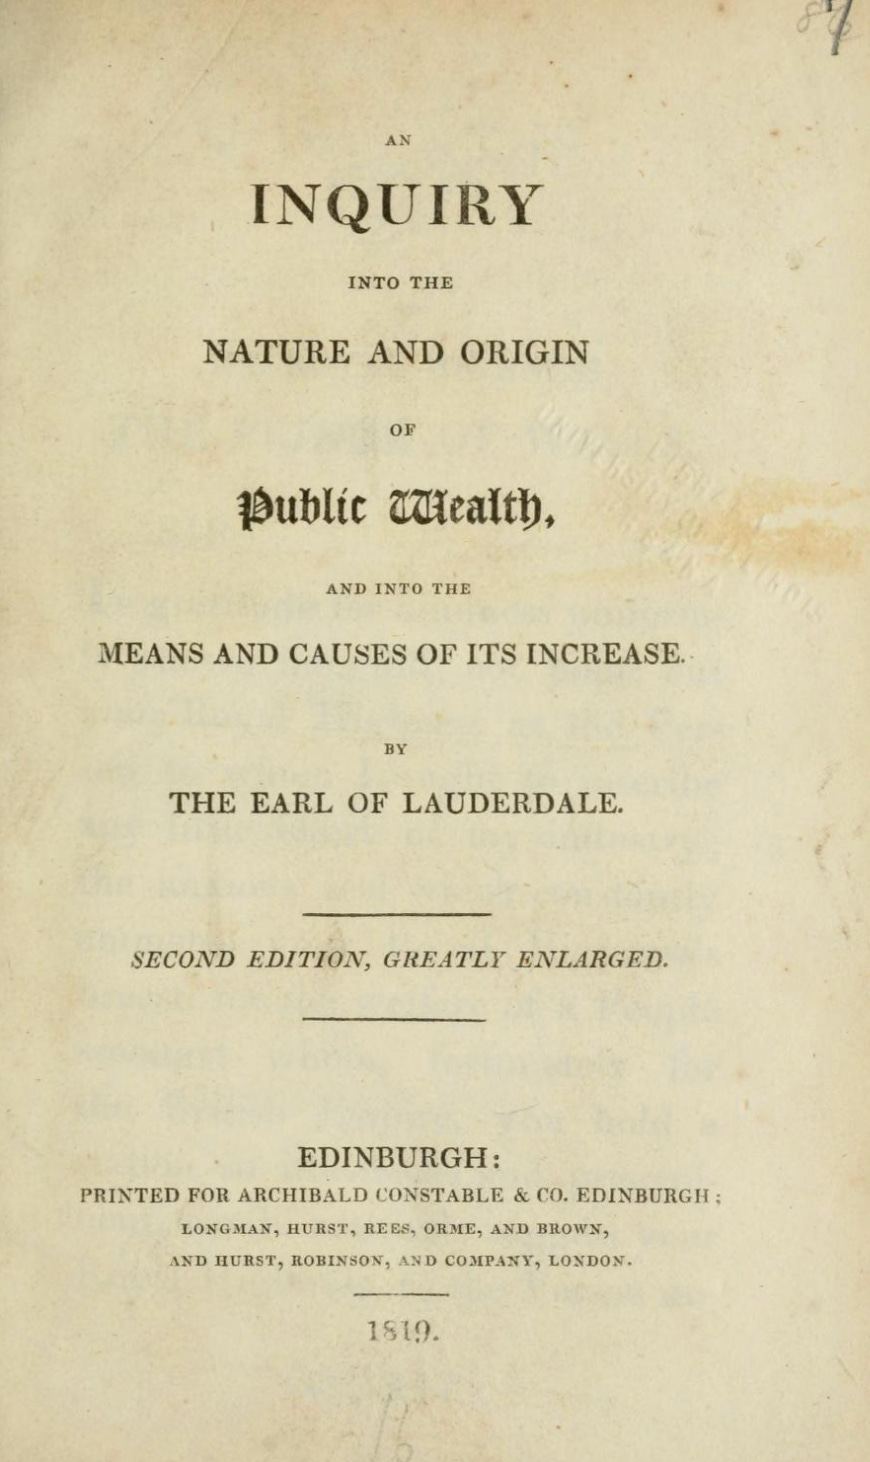 AN
INQUIRY
INTO THE
NATURE AND ORIGIN
OF
Public Wealth,
AND INTO THE
MEANS AND CAUSES OF ITS INCREASE.
BY
THE EARL OF LAUDERDALE.
SECOND EDITION, GREATLY ENLARGED.
EDINBURGH:
PRINTED FOR ARCHIBALD CONSTABLE & CO. EDINBURGH;
LONGMAN, HURST, REES, ORME, AND BROWN,
AND HURST, ROBINSON, AND COMPANY, LONDON.
1819.